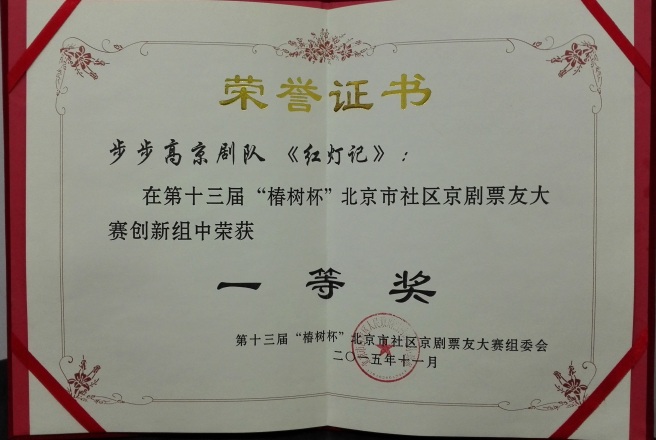 荣誉证书
步步高京剧队《红灯记》：
在第十三届“椿树杯”北京市社区京剧票友大
赛创新组中荣获
一等奖
第十三届“椿树杯”北京市社区京剧票友大赛组委会
二〇一五年十一月